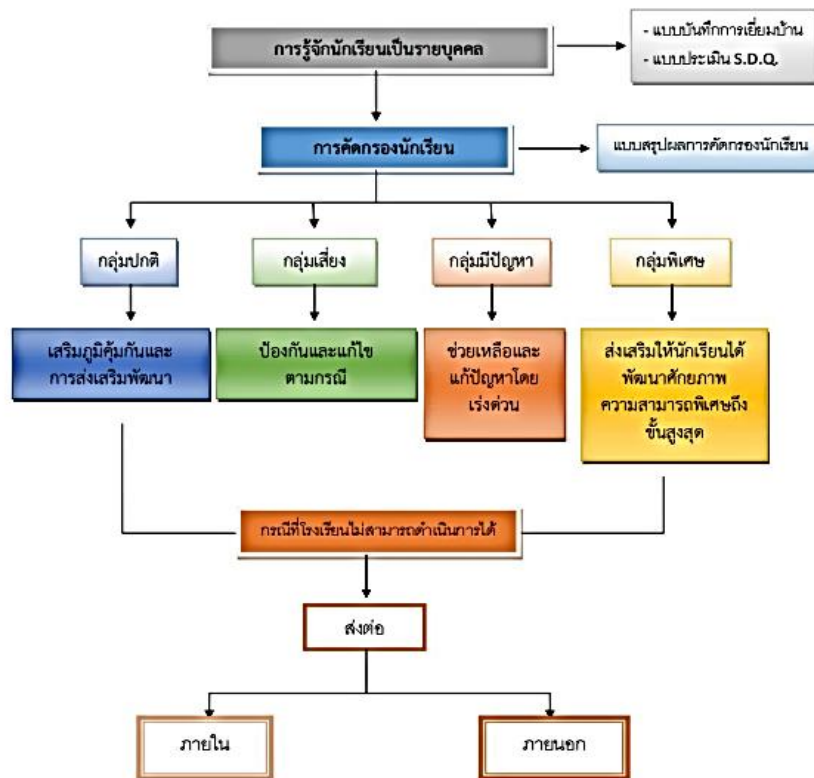 การรู้จักนักเรียนเป็นรายบุคคล
- แบบบันทึกการเยี่ยมบ้าน
- แบบประเมิน S.D.Q.
การคัดกรองนักเรียน
แบบสรุปผลการคัดกรองนักเรียน
กลุ่มปกติ
กลุ่มเสี่ยง
กลุ่มมีปัญหา
กลุ่มพิเศษ
เสริมภูมิคุ้มกันและ
การส่งเสริมพัฒนา
ป้องกันและแก้ไข
ตามกรณี
ช่วยเหลือและ
แก้ปัญหาโดย
เร่งด่วน
ส่งเสริมให้นักเรียนได้
พัฒนาศักยภาพ
ความสามารถพิเศษถึง
ขั้นสูงสุด
กรณีที่โรงเรียนไม่สามารถดำเนินการได้
ส่งต่อ
ภายใน
ภายนอก